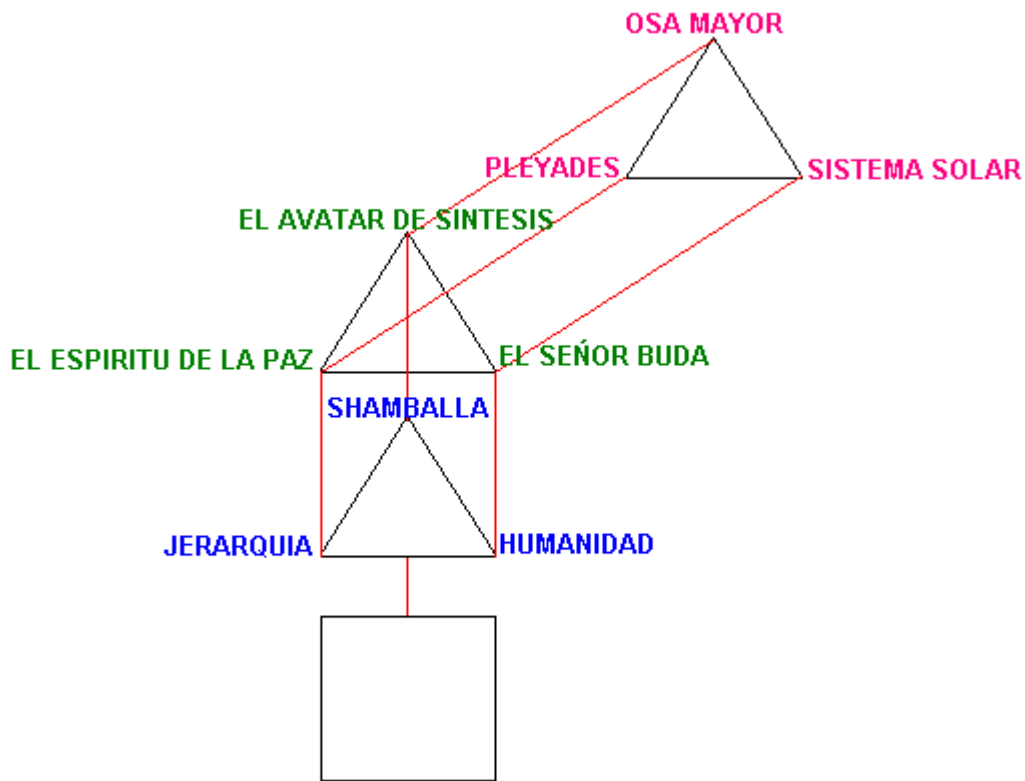 OSA MAYOR
PLEYADES
SISTEMA SOLAR
EL AVATAR DE SINTESIS
EL ESPIRITU DE LA PAZ
EL SEŃOR BUDA
SHAMBALLA
JERARQUIA
HUMANIDAD